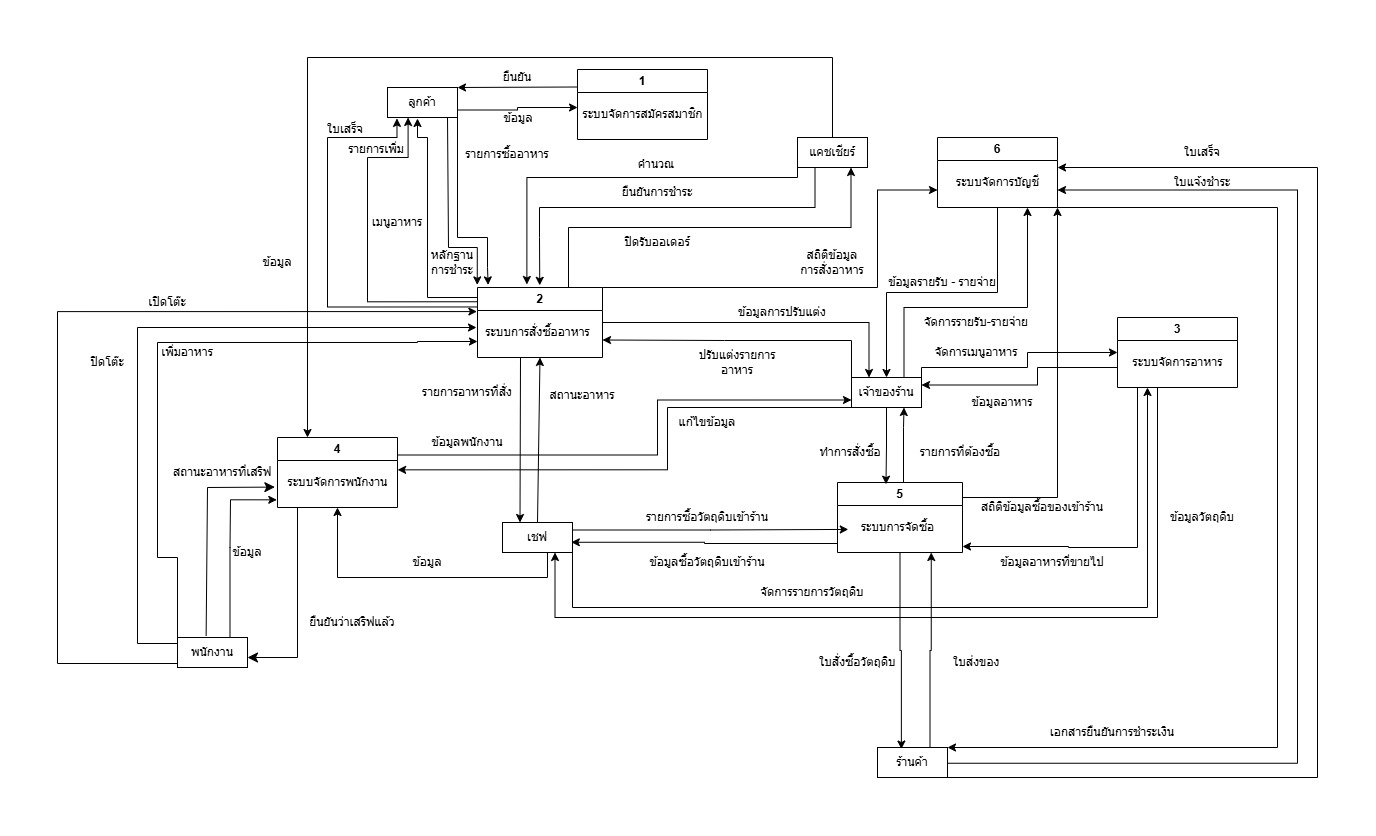 ยืนยัน
1
ระบบจัดการสมัครสมาชิก
ลูกค้า
ข้อมูล
ใบเสร็จ
รายการเพิ่ม
รายการซื้ออาหาร
คำนวณ
แคชเชียร์
6
ระบบจัดการบัญชี
ใบเสร็จ
ใบแจ้งชำระ
ยืนยันการชำระ
เมนูอาหาร
ปิดรับออเดอร์
หลักฐาน
การชำระ
สถิติข้อมูล
การสั่งอาหาร
ข้อมูล
ข้อมูลรายรับ - รายจ่าย
เปิดโต๊ะ
2
ระบบการสั่งซื้ออาหาร
ข้อมูลการปรับแต่ง
จัดการรายรับ-รายจ่าย
3
ระบบจัดการอาหาร
ปิดโต๊ะ
เพิ่มอาหาร
ปรับแต่งรายการ
อาหาร
จัดการเมนูอาหาร
รายการอาหารที่สั่ง
สถานะอาหาร
เจ้าของร้าน
ข้อมูลอาหาร
แก้ไขข้อมูล
ข้อมูลพนักงาน
4
ระบบจัดการพนักงาน
สถานะอาหารที่เสริฟ
ทำการสั่งซื้อ
รายการที่ต้องซื้อ
5
ระบบการจัดซื้อ
สถิติข้อมูลซื้อของเข้าร้าน
รายการซื้อวัตถุดิบเข้าร้าน
ข้อมูลวัตถุดิบ
เชฟ
ข้อมูล
ข้อมูล
ข้อมูลซื้อวัตถุดิบเข้าร้าน
ข้อมูลอาหารที่ขายไป
จัดการรายการวัตถุดิบ
ยืนยันว่าเสริฟแล้ว
พนักงาน
ใบสั่งซื้อวัตถุดิบ
ใบส่งของ
เอกสารยืนยันการชำระเงิน
ร้านค้า